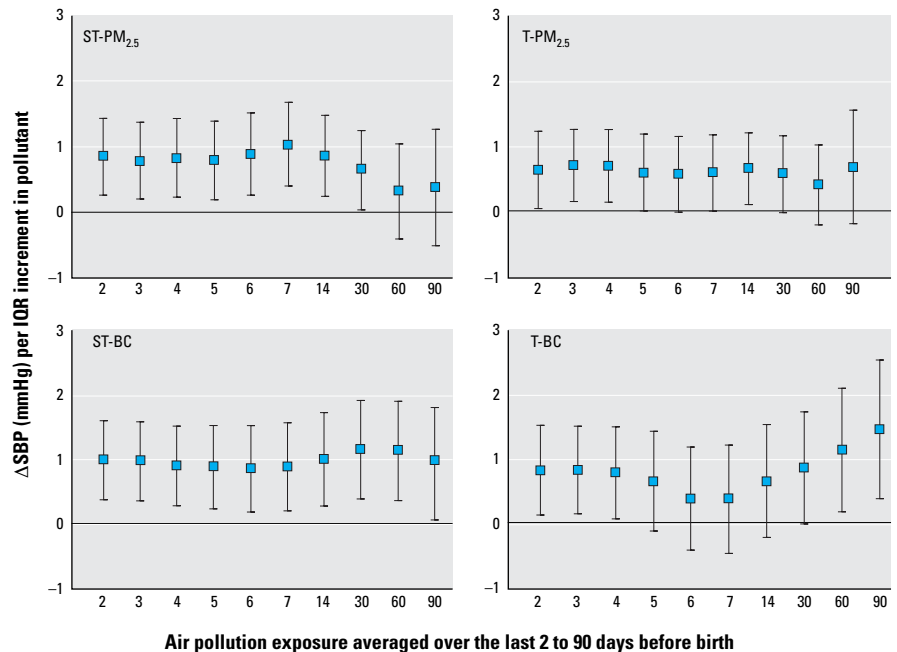 ΔSBP (mmHg) per IQR increment in pollutant
ST-PM2.5
3
2
1
0
–1
2 3 4 5 6 7 14 30 60 90
T-PM2.5
3
2
1
0
–1
2 3 4 5 6 7 14 30 60 90
ST-BC
3
2
1
0
–1
2 3 4 5 6 7 14 30 60 90
T-BC
3
2
1
0
–1
2 3 4 5 6 7 14 30 60 90
Air pollution exposure averaged over the last 2 to 90 days before birth